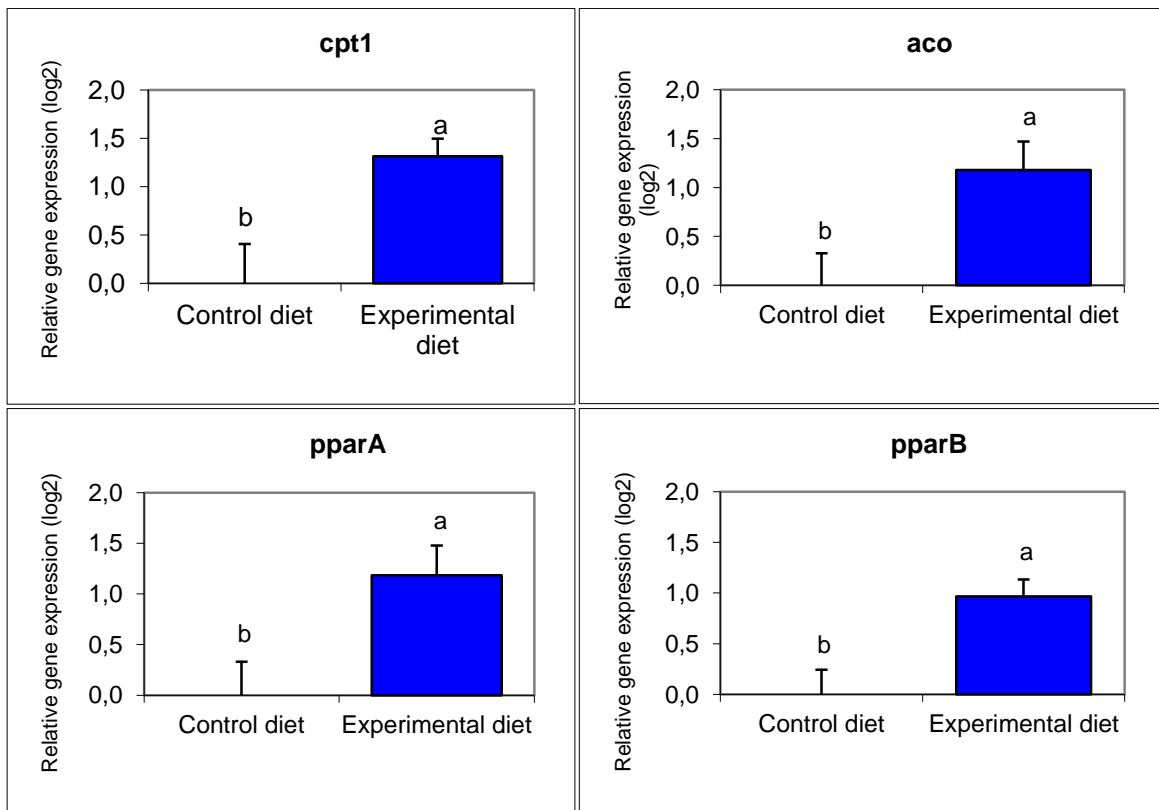 cpt1
Relative gene expression (log2)
2,0
1,5
1,0
0,5
0,0
b
a
Control diet
Experimental
diet
aco
Relative gene expression
(log2)
2,0
1,5
1,0
0,5
0,0
b
a
Control diet
Experimental diet
pparA
Relative gene expression (log2)
2,0
1,5
1,0
0,5
0,0
b
a
Control diet
Experimental diet
pparB
Relative gene expression (log2)
2,0
1,5
1,0
0,5
0,0
b
a
Control diet
Experimental diet